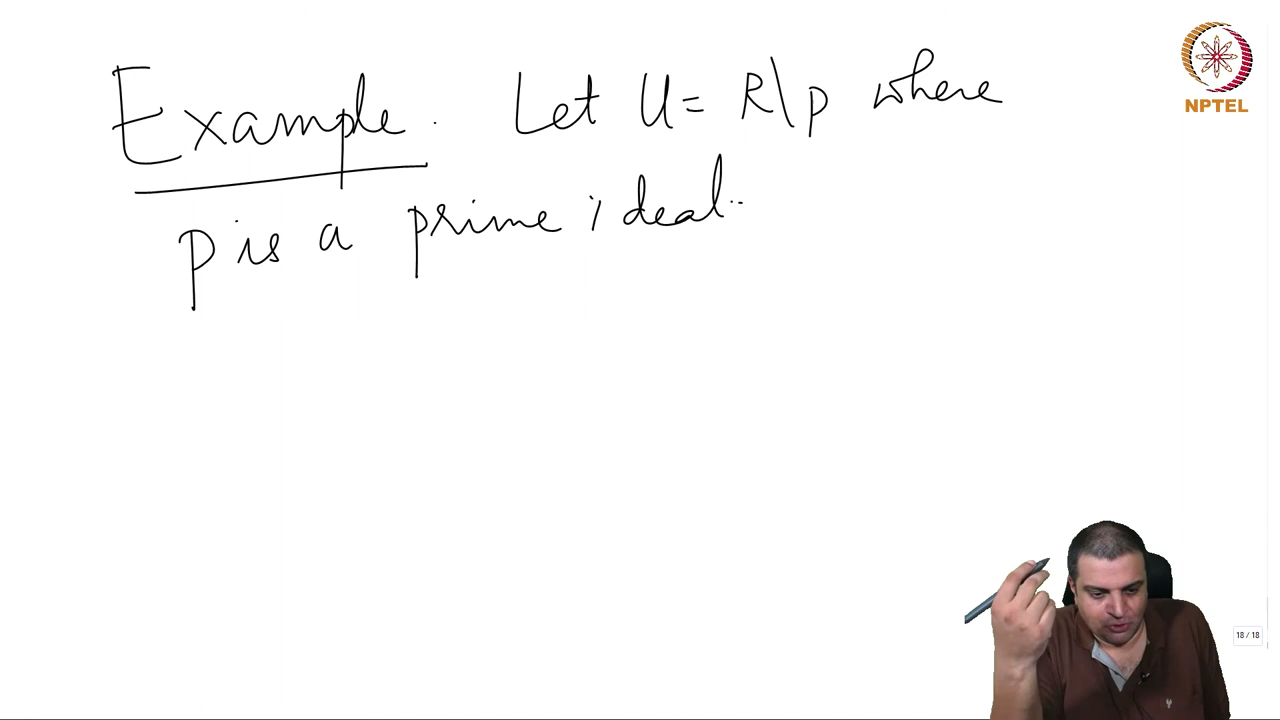 Example. Let U = R\p where
p is a prime ideal.
NPTEL
18 / 18